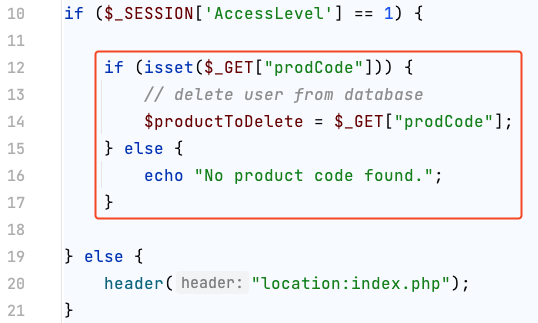 10 if ($_SESSION['AccessLevel'] == 1) {
11
12 if (isset($_GET["prodCode"])) {
13 // delete user from database
14 $productToDelete = $_GET["prodCode"];
15 } else {
16 echo "No product code found.";
17 }
18
19 } else {
20 header( header: "location:index.php");
21 }